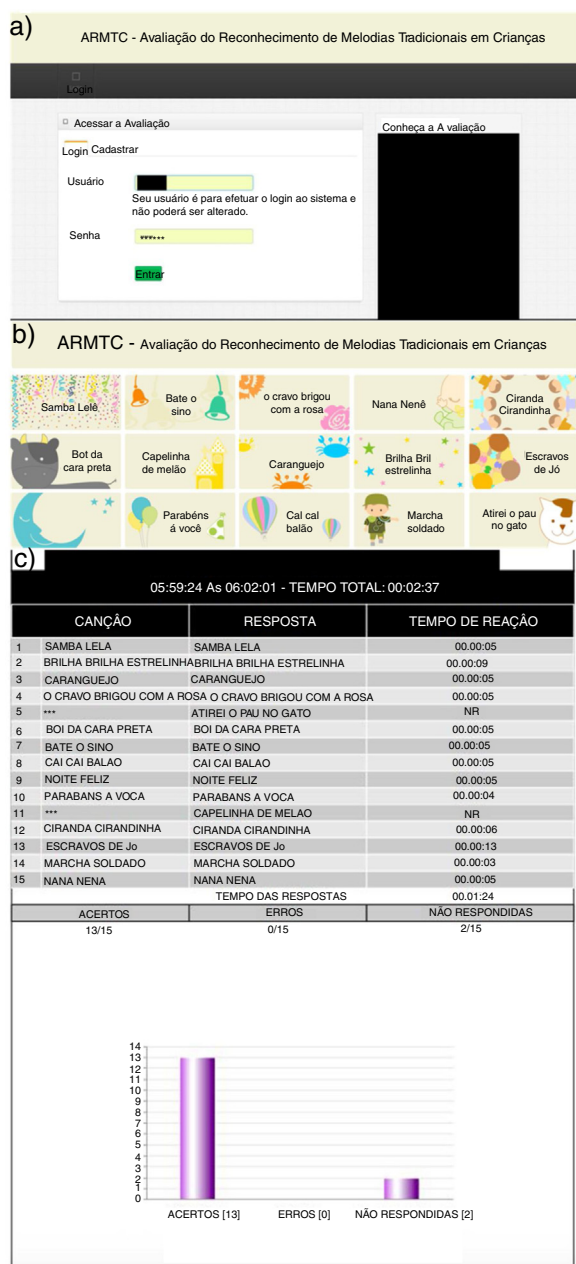 a)
ARMTC - Avaliação do Reconhecimento de Melodias Tradicionais em Crianças
Login
Acessar a Avaliação
Conheça a A valiação
Login Cadastrar
Usuário
Seu usuário é para efetuar o login ao sistema e
não poderá ser alterado.
Senha
******
Entrar
b)
ARMTC - Avaliação do Reconhecimento de Melodias Tradicionais em Crianças
Samba Lelê
Bate o
sino
o cravo brigou
com a rosa
Nana Nenê
Ciranda
Cirandinha
Bot da
cara preta
Capelinha
de melão
Caranguejo
Brilha Bril
estrelinha
Escravos
de Jó
Parabéns
á você
Cal cal
balão
Marcha
soldado
Atirei o pau
no gato
c)
05:59:24 As 06:02:01 - TEMPO TOTAL: 00:02:37
CANÇÂO RESPOSTA TEMPO DE REAÇÂO
1 SAMBA LELA SAMBA LELA 00.00:05
2 BRILHA BRILHA ESTRELINHA BRILHA BRILHA ESTRELINHA 00.00:09
3 CARANGUEJO CARANGUEJO 00.00:05
4 O CRAVO BRIGOU COM A ROSA O CRAVO BRIGOU COM A ROSA 00.00:05
5 *** ATIREI O PAU NO GATO NR
6 BOI DA CARA PRETA BOI DA CARA PRETA 00.00:05
7 BATE O SINO BATE O SINO 00.00:05
8 CAI CAI BALAO CAI CAI BALAO 00.00:05
9 NOITE FELIZ NOITE FELIZ 00.00:05
10 PARABANS A VOCA PARABANS A VOCA 00.00:04
11 *** CAPELINHA DE MELAO NR
12 CIRANDA CIRANDINHA CIRANDA CIRANDINHA 00.00:06
13 ESCRAVOS DE Jo ESCRAVOS DE Jo 00.00:13
14 MARCHA SOLDADO MARCHA SOLDADO 00.00:03
15 NANA NENA NANA NENA 00.00:05
TEMPO DAS RESPOSTAS 00.01:24
ACERTOS ERROS NÃO RESPONDIDAS
13/15 0/15 2/15
14
13
12
11
10
9
8
7
6
5
4
3
2
1
0
ACERTOS [13] ERROS [0] NÃO RESPONDIDAS [2]